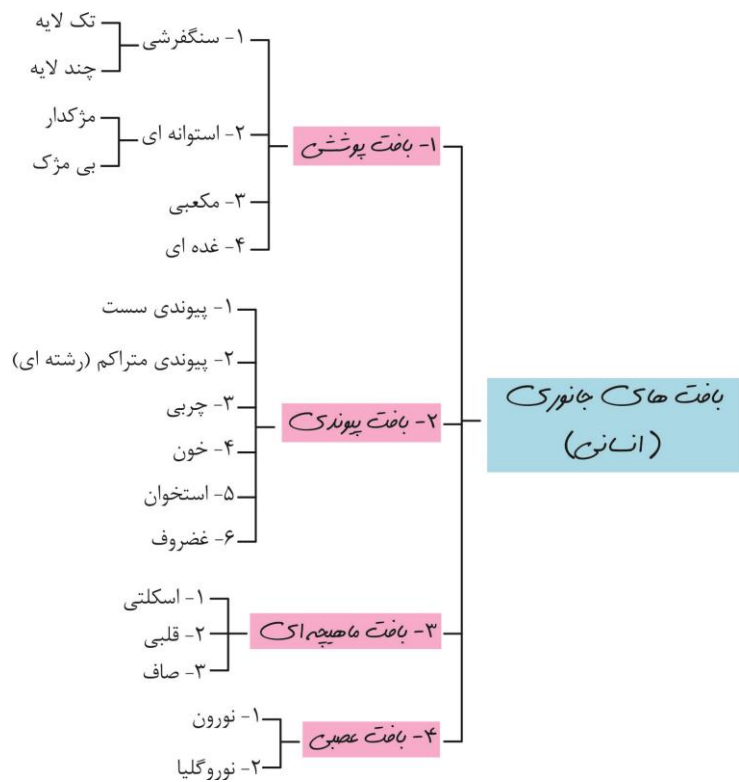 بافت های جانوری
(انسانی)
۱- بافت پوششی
۱- سنگفرشی
تک لایه
چند لایه
۲- استوانه ای
مژکدار
بی مژک
۳- مکعبی
۴- غده ای
۲- بافت پیوندی
۱- پیوندی سست
۲- پیوندی متراکم (رشته ای)
۳- چربی
۴- خون
۵- استخوان
۶- غضروف
۳- بافت ماهیچه ای
۱- اسکلتی
۲- قلبی
۳- صاف
۴- بافت عصبی
۱- نورون
۲- نوروگلیا